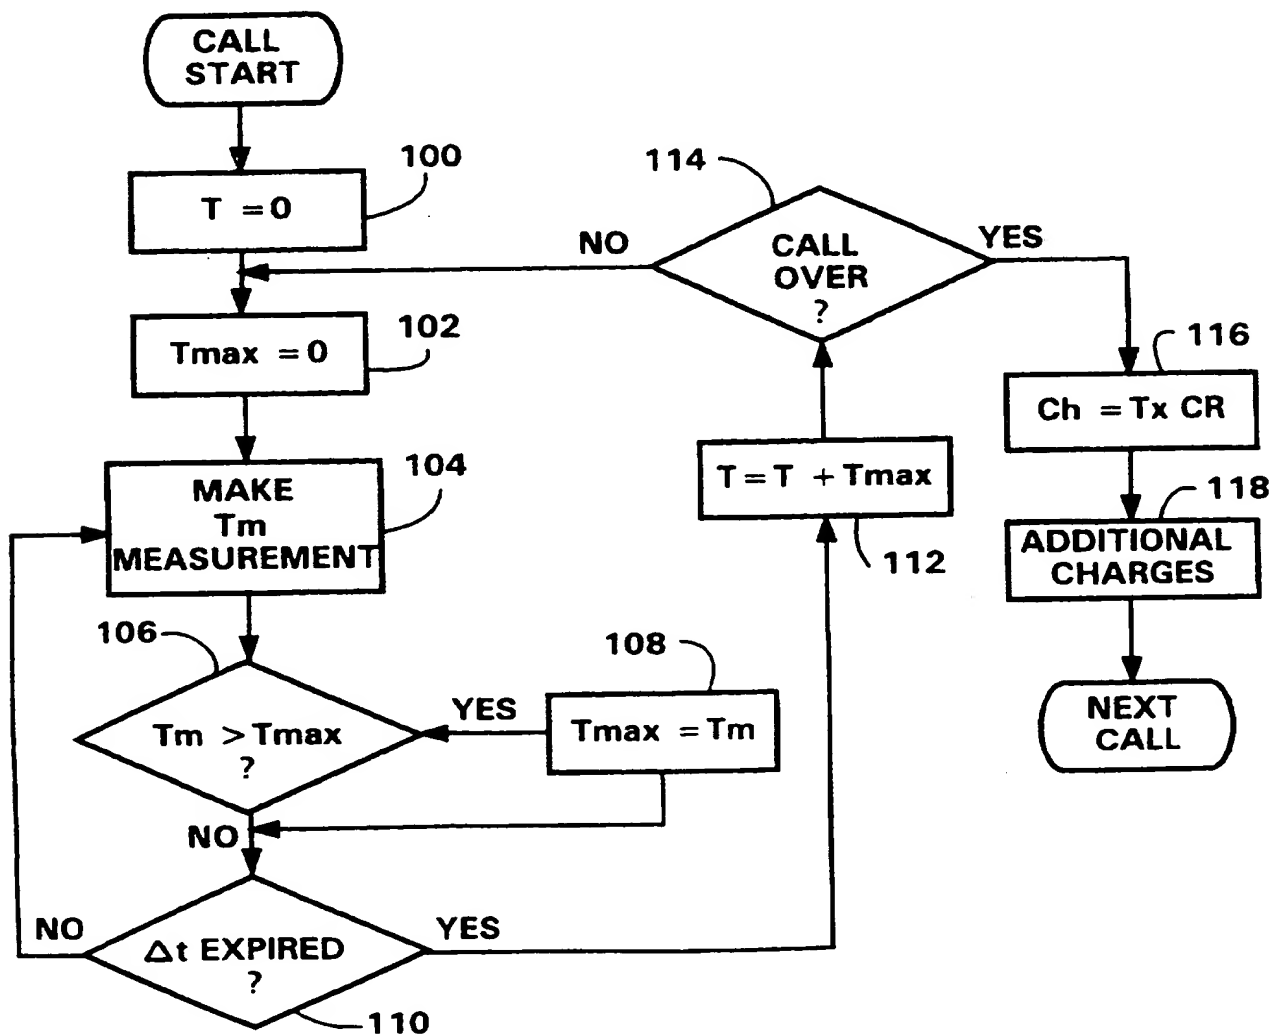 CALL
START
100
T = 0
114
NO
CALL
OVER
?
YES
102
Tmax = 0
116
Ch = Tx CR
104
MAKE
Tm
MEASUREMENT
T = T + Tmax
112
118
ADDITIONAL
CHARGES
106
Tm > Tmax
?
YES
108
Tmax = Tm
NEXT
CALL
NO
NO
Δt EXPIRED
?
YES
110